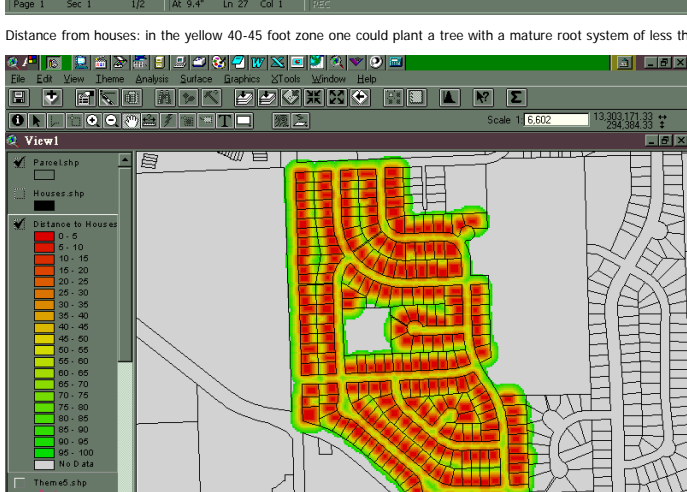 Page 1 Sec 1 1/2 At 9.4" Ln 27 Col 1 REC
Distance from houses: in the yellow 40-45 foot zone one could plant a tree with a mature root system of less th
File Edit View Theme Analysis Surface Graphics XTools Window Help
Scale 1: 6,602 13,303,171.33
294,384.33
View1
Parcel.shp
Houses.shp
Distance to Houses
0 - 5
5 - 10
10 - 15
15 - 20
20 - 25
25 - 30
30 - 35
35 - 40
40 - 45
45 - 50
50 - 55
55 - 60
60 - 65
65 - 70
70 - 75
75 - 80
80 - 85
85 - 90
90 - 95
95 - 100
No Data
Theme5.shp